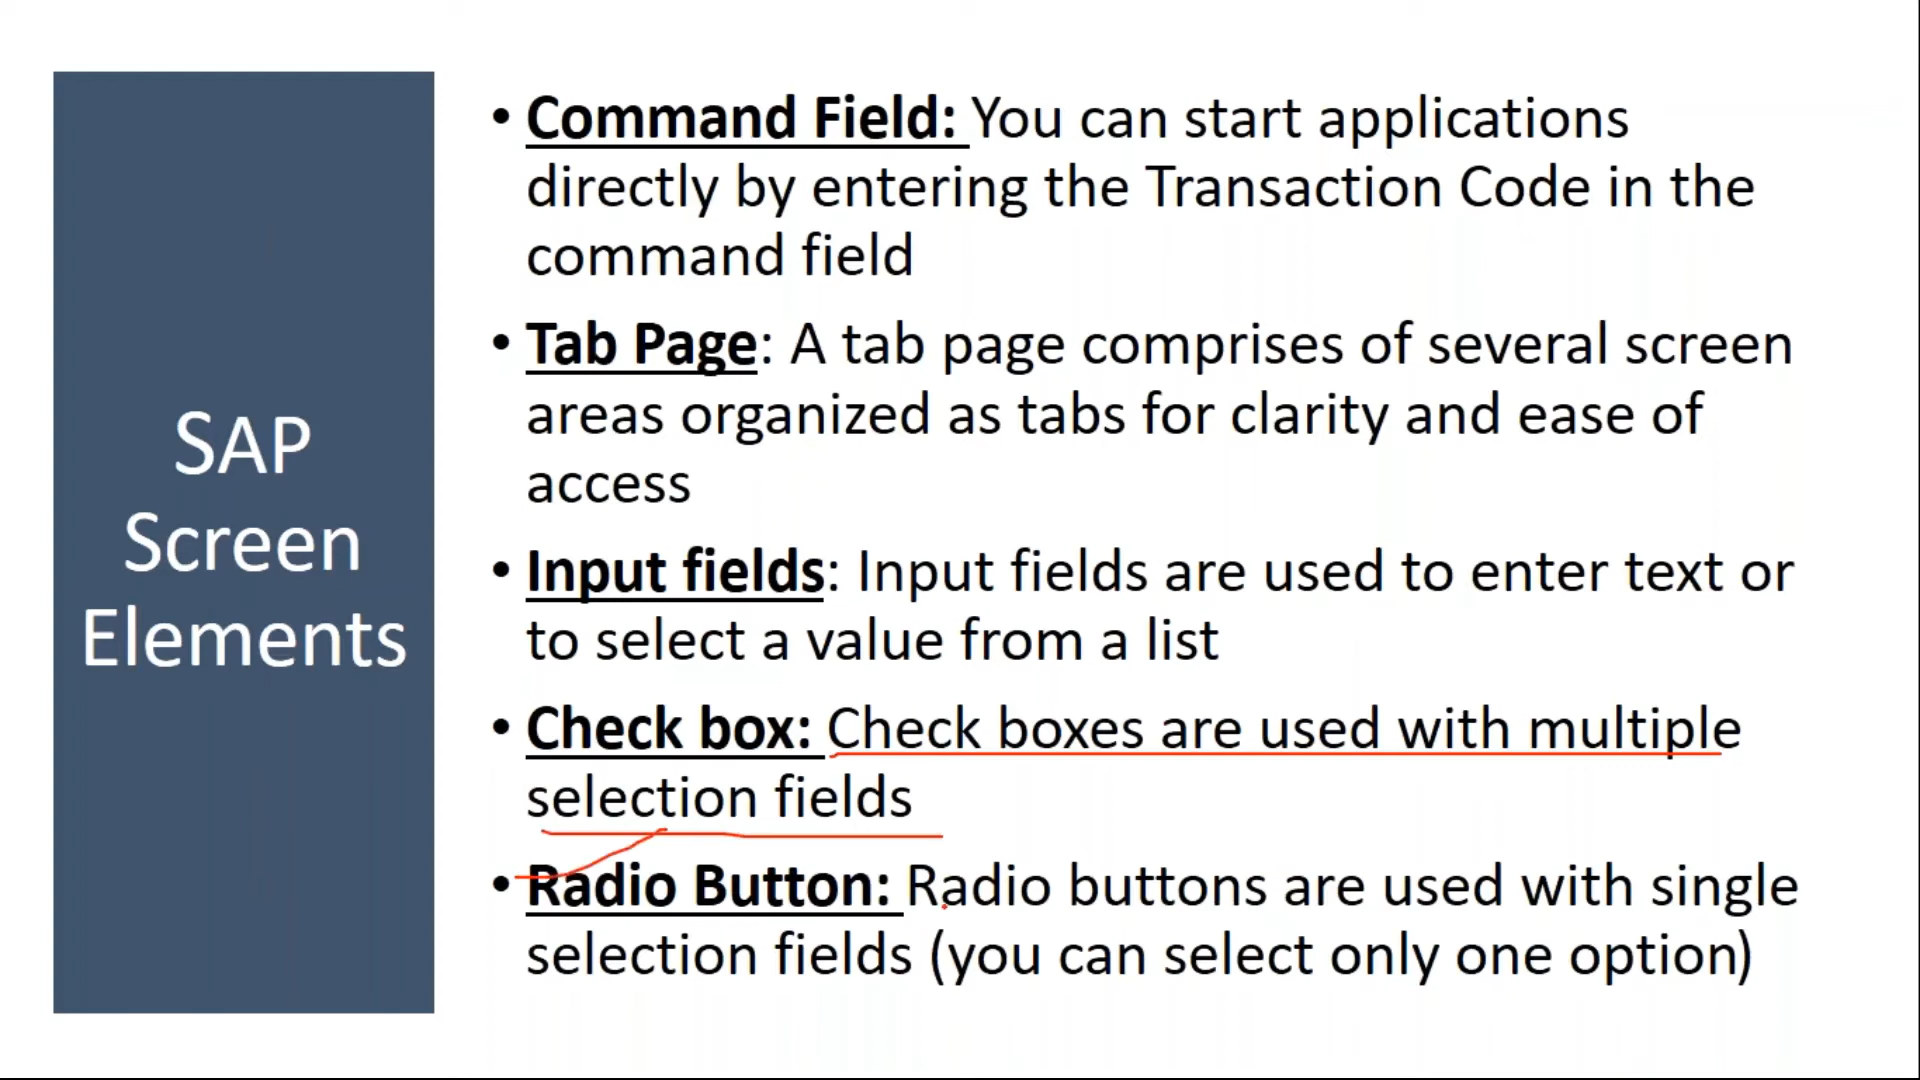 SAP
Screen
Elements
• Command Field: You can start applications
directly by entering the Transaction Code in the
command field
• Tab Page: A tab page comprises of several screen
areas organized as tabs for clarity and ease of
access
• Input fields: Input fields are used to enter text or
to select a value from a list
• Check box: Check boxes are used with multiple
selection fields
• Radio Button: Radio buttons are used with single
selection fields (you can select only one option)